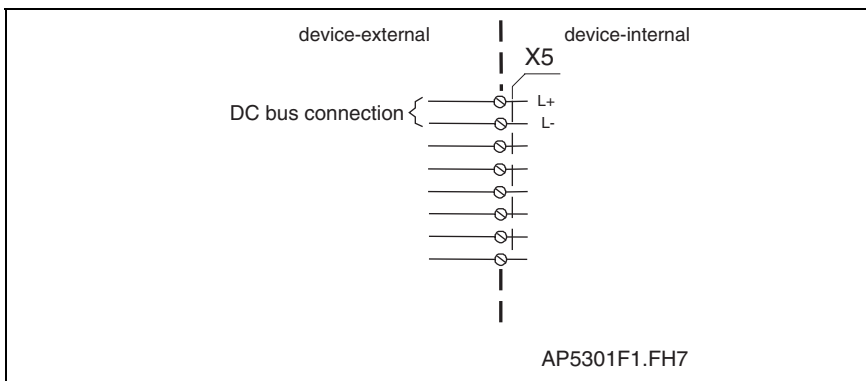 device-external
device-internal
X5
L+
DC bus connection
L-
AP5301F1.FH7